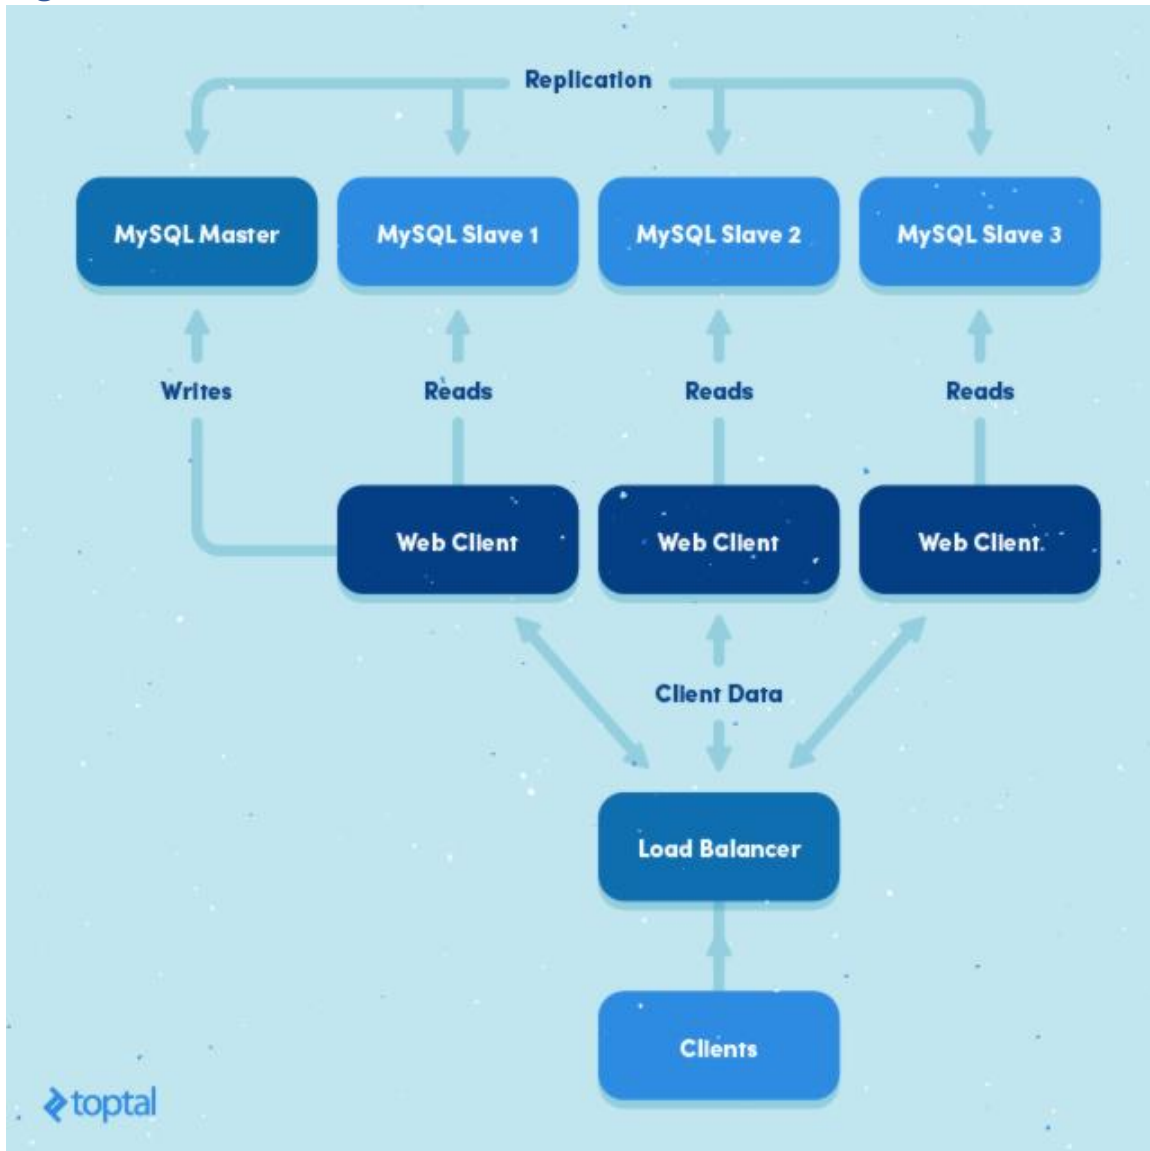 Replication
MySQL Master
MySQL Slave 1
MySQL Slave 2
MySQL Slave 3
Writes
Reads
Reads
Reads
Web Client
Web Client
Web Client
Client Data
Load Balancer
Clients
toptal